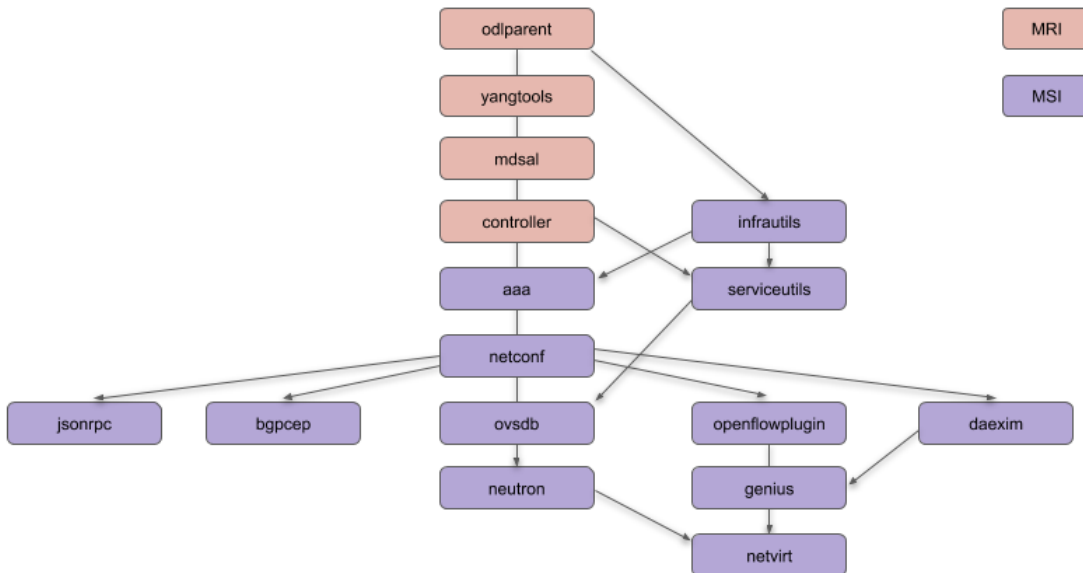 odlparent
MRI
yangtools
MSI
mdsal
controller
infrautils
aaa
serviceutils
netconf
jsonrpc
bgpcep
ovsdb
openflowplugin
daexim
neutron
genius
netvirt